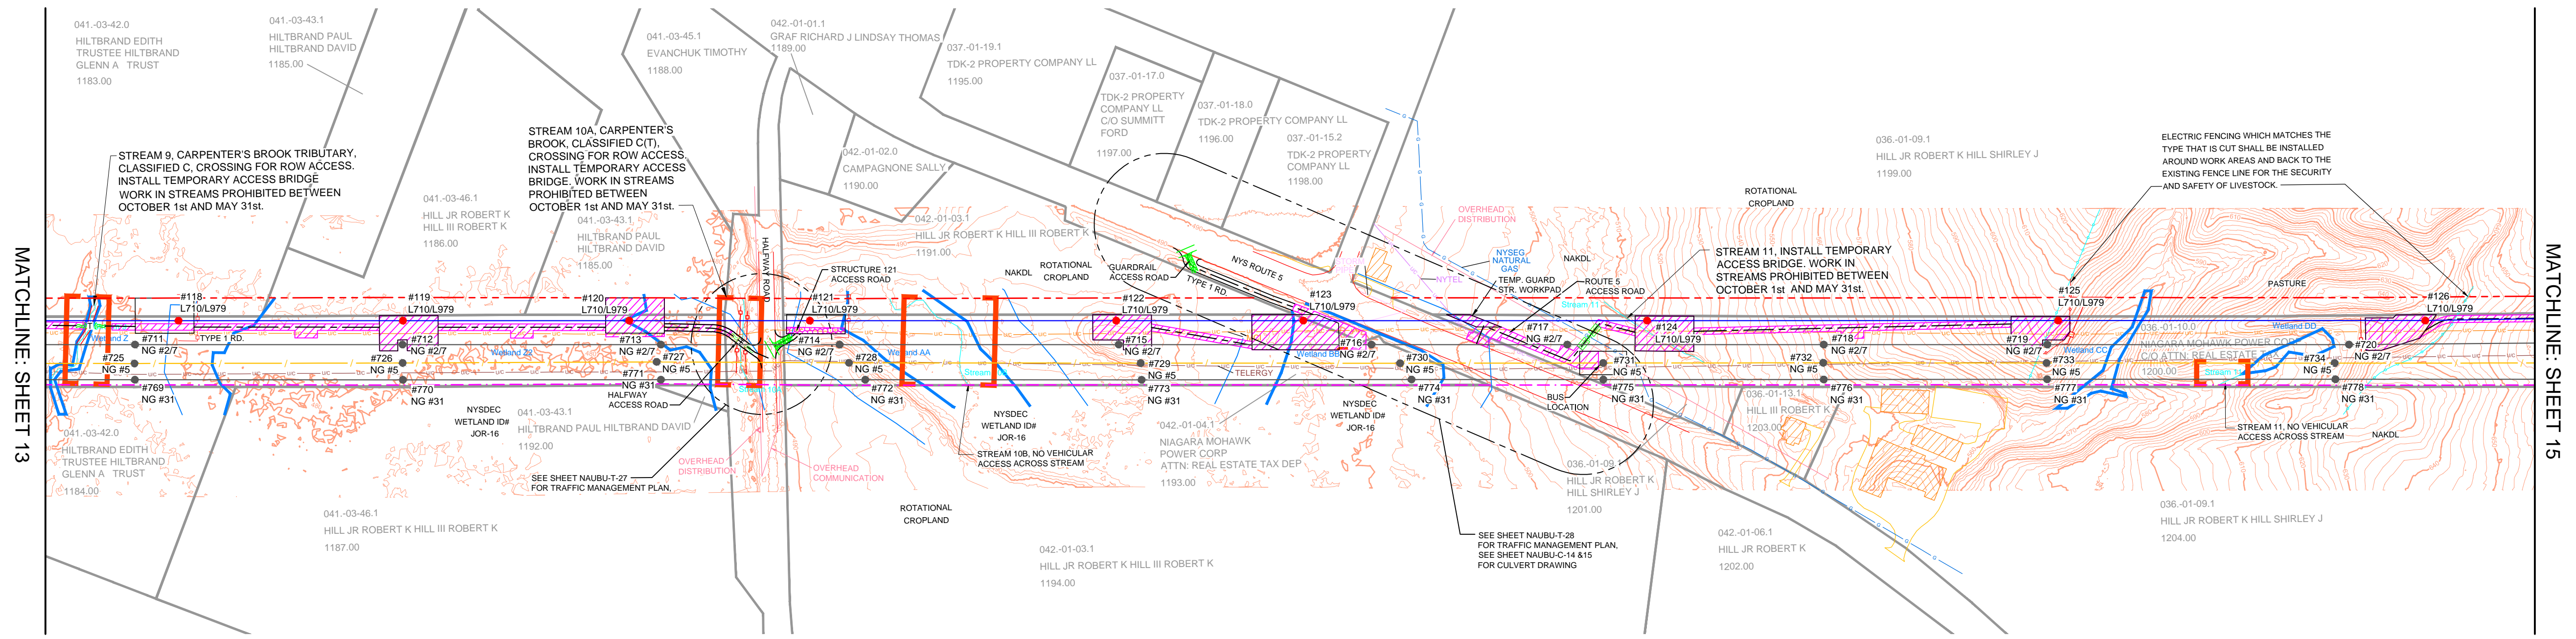 MATCHLINE: SHEET 13
041.-03-42.0
HILTBRAND EDITH
TRUSTEE HILTBRAND
GLENN A   TRUST
1183.00
041.-03-43.1
HILTBRAND PAUL
HILTBRAND DAVID
1185.00
STREAM 9, CARPENTER'S BROOK TRIBUTARY,
CLASSIFIED C, CROSSING FOR ROW ACCESS.
INSTALL TEMPORARY ACCESS BRIDGE
WORK IN STREAMS PROHIBITED BETWEEN
OCTOBER 1st AND MAY 31st.
041.-03-46.1
HILL JR ROBERT K
HILL III ROBERT K
1186.00
STREAM 10A, CARPENTER'S
BROOK, CLASSIFIED C(T),
CROSSING FOR ROW ACCESS.
INSTALL TEMPORARY ACCESS
BRIDGE. WORK IN STREAMS
PROHIBITED BETWEEN
OCTOBER 1st AND MAY 31st.
041.-03-43.1
HILTBRAND PAUL
HILTBRAND DAVID
1185.00
041.-03-45.1
EVANCHUK TIMOTHY
1188.00
042.-01-01.1
GRAF RICHARD J LINDSAY THOMAS
1189.00
042.-01-02.0
CAMPAGNONE SALLY
1190.00
042.-01-03.1
HILL JR ROBERT K HILL III ROBERT K
1191.00
037.-01-19.1
TDK-2 PROPERTY COMPANY LL
1195.00
037.-01-17.0
TDK-2 PROPERTY
COMPANY LL
C/O SUMMITT
FORD
1197.00
037.-01-18.0
TDK-2 PROPERTY COMPANY LL
1196.00
037.-01-15.2
TDK-2 PROPERTY
COMPANY LL
1198.00
036.-01-09.1
HILL JR ROBERT K HILL SHIRLEY J
1199.00
ELECTRIC FENCING WHICH MATCHES THE
TYPE THAT IS CUT SHALL BE INSTALLED
AROUND WORK AREAS AND BACK TO THE
EXISTING FENCE LINE FOR THE SECURITY
AND SAFETY OF LIVESTOCK.
ROTATIONAL
CROPLAND
OVERHEAD
DISTRIBUTION
HALFWAY ROAD
STRUCTURE 121
ACCESS ROAD
NAKDL
ROTATIONAL
CROPLAND
GUARDRAIL
ACCESS ROAD
TYPE 1 RD.
NYS ROUTE 5
NYTEL
NYSEG
NATURAL
GAS
TEMP. GUARD
STR. WORKPAD
NAKDL
ROUTE 5
ACCESS ROAD
Stream 11
STREAM 11, INSTALL TEMPORARY
ACCESS BRIDGE. WORK IN
STREAMS PROHIBITED BETWEEN
OCTOBER 1st  AND MAY 31st.
PASTURE
#118
L710/L979
#119
L710/L979
#120
L710/L979
#121
L710/L979
#122
L710/L979
#123
L710/L979
#124
L710/L979
#125
L710/L979
#126
L710/L979
TYPE 1 RD.
Wetland Z
Wetland Z2
Wetland AA
Wetland BB
Wetland CC
Wetland DD
#711
NG #2/7
#712
NG #2/7
#713
NG #2/7
#714
NG #2/7
#715
NG #2/7
#716
NG #2/7
#717
NG #2/7
#718
NG #2/7
#719
NG #2/7
#720
NG #2/7
#725
NG #5
#726
NG #5
#727
NG #5
#728
NG #5
#729
NG #5
#730
NG #5
#731
NG #5
#732
NG #5
#733
NG #5
#734
NG #5
#769
NG #31
#770
NG #31
#771
NG #31
#772
NG #31
#773
NG #31
#774
NG #31
#775
NG #31
#776
NG #31
#777
NG #31
#778
NG #31
TELERGY
036.-01-10.0
NIAGARA MOHAWK POWER CORP
C/O ATTN: REAL ESTATE TAX
1200.00
HALFWAY
ACCESS ROAD
BUS
LOCATION
041.-03-42.0
HILTBRAND EDITH
TRUSTEE HILTBRAND
GLENN A   TRUST
1184.00
NYSDEC
WETLAND ID#
JOR-16
041.-03-43.1
HILTBRAND PAUL HILTBRAND DAVID
1192.00
OVERHEAD
DISTRIBUTION
OVERHEAD
COMMUNICATION
SEE SHEET NAUBU-T-27
FOR TRAFFIC MANAGEMENT PLAN,
041.-03-46.1
HILL JR ROBERT K HILL III ROBERT K
1187.00
NYSDEC
WETLAND ID#
JOR-16
STREAM 10B, NO VEHICULAR
ACCESS ACROSS STREAM
ROTATIONAL
CROPLAND
042.-01-03.1
HILL JR ROBERT K HILL III ROBERT K
1194.00
042.-01-04.1
NIAGARA MOHAWK
POWER CORP
ATTN: REAL ESTATE TAX DEP
1193.00
NYSDEC
WETLAND ID#
JOR-16
SEE SHEET NAUBU-T-28
FOR TRAFFIC MANAGEMENT PLAN,
SEE SHEET NAUBU-C-14 &15
FOR CULVERT DRAWING
036.-01-09
HILL JR ROBERT K
HILL SHIRLEY J
1201.00
036.-01-13.1
HILL III ROBERT K
1203.00
042.-01-06.1
HILL JR ROBERT K
1202.00
STREAM 11, NO VEHICULAR
ACCESS ACROSS STREAM
NAKDL
036.-01-09.1
HILL JR ROBERT K HILL SHIRLEY J
1204.00
MATCHLINE: SHEET 15